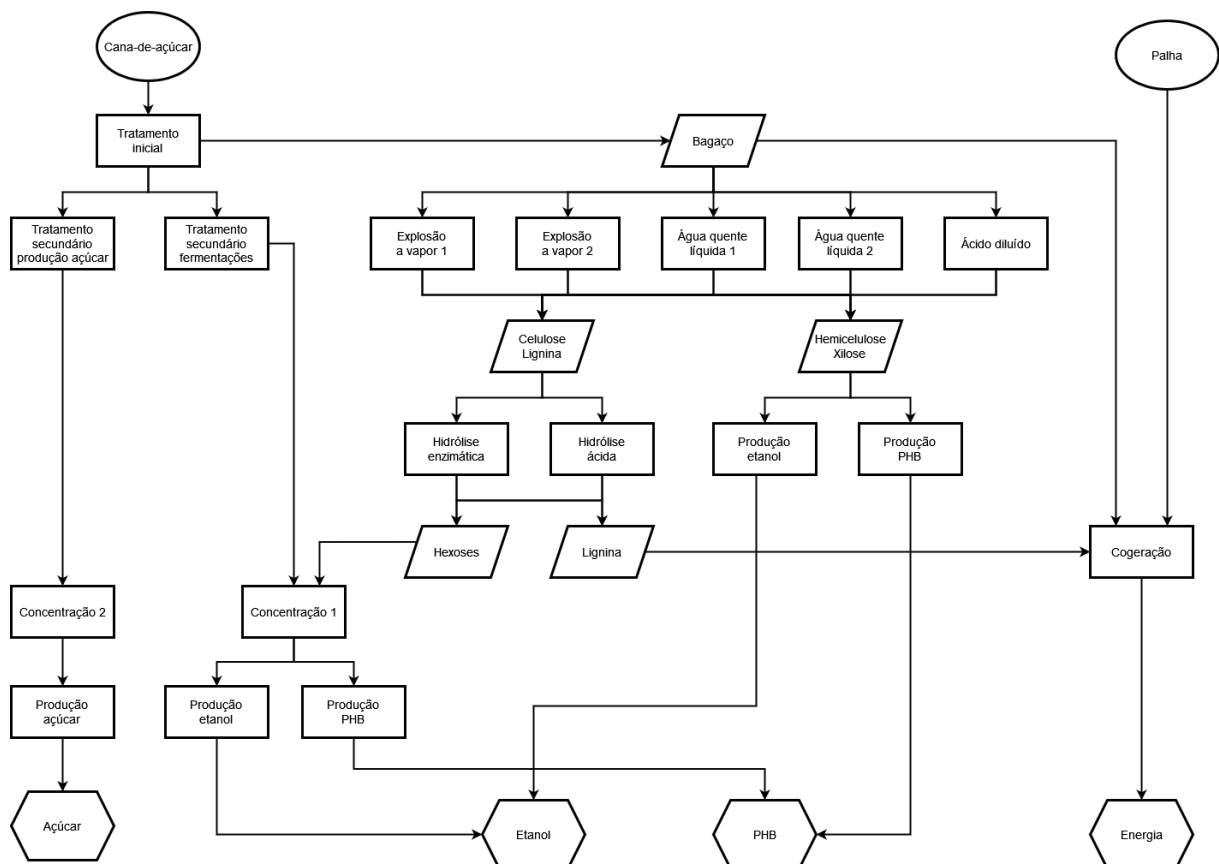 Cana-de-açúcar
Palha
Tratamento
inicial
Bagaço
Tratamento
secundário
produção açúcar
Tratamento
secundário
fermentações
Explosão
a vapor 1
Explosão
a vapor 2
Água quente
líquida 1
Água quente
líquida 2
Ácido diluído
Celulose
Lignina
Hemicelulose
Xilose
Hidrólise
enzimática
Hidrólise
ácida
Produção
etanol
Produção
PHB
Hexoses
Lignina
Cogeração
Concentração 2
Concentração 1
Produção
açúcar
Produção
etanol
Produção
PHB
Açúcar
Etanol
PHB
Energia